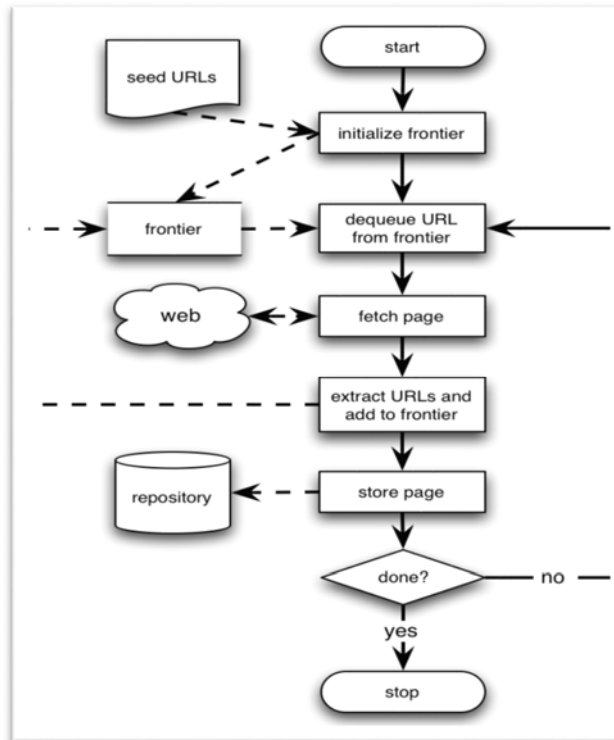 start
seed URLs
initialize frontier
frontier
dequeue URL
from frontier
web
fetch page
extract URLs and
add to frontier
repository
store page
done?
no
yes
stop